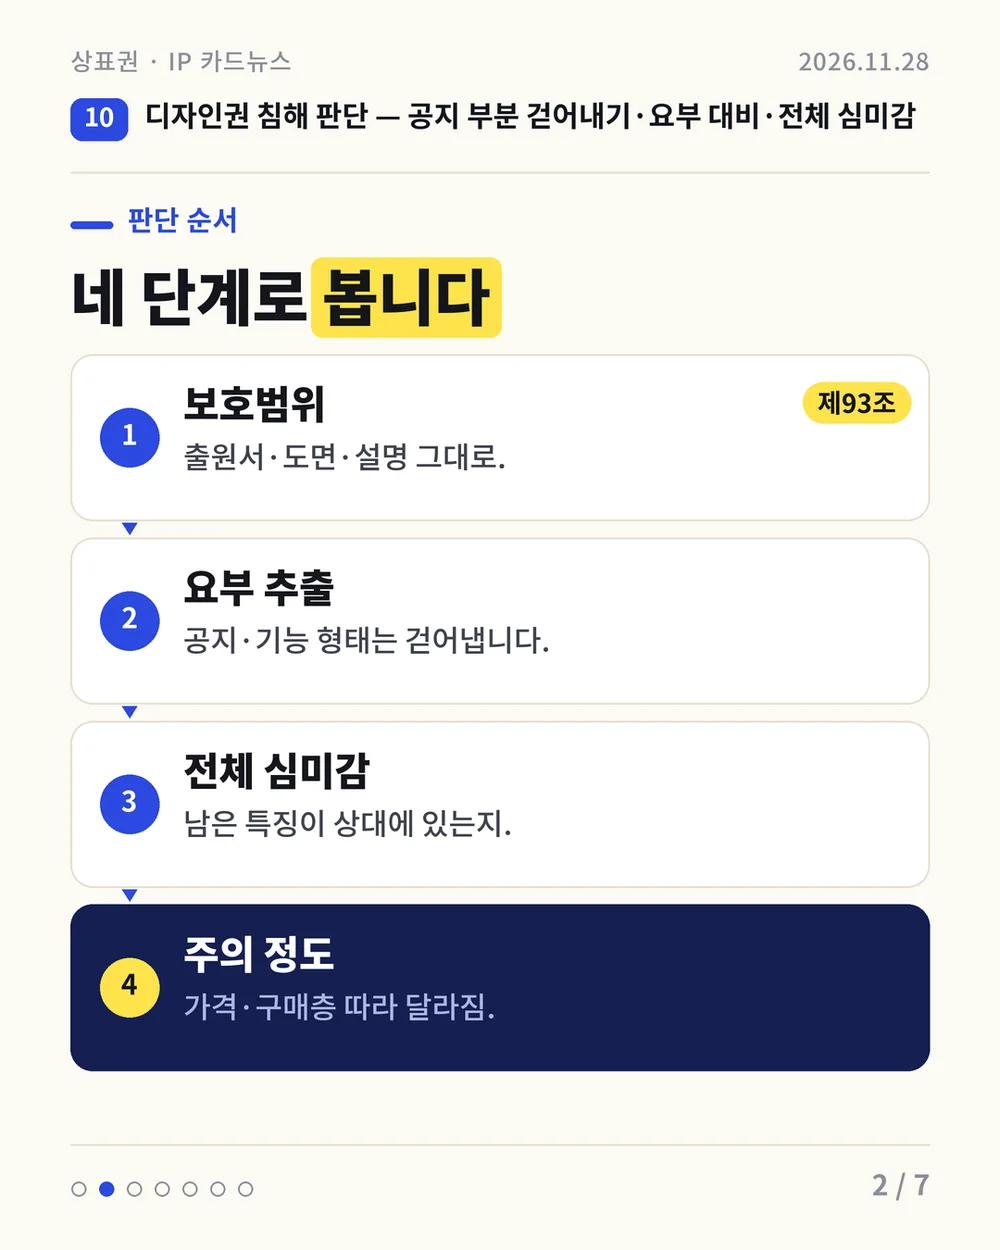 상표권 · IP 카드뉴스
2026.11.28
10 디자인권 침해 판단 — 공지 부분 걷어내기·요부 대비·전체 심미감
판단 순서
네 단계로 봅니다
1
보호범위
제93조
출원서·도면·설명 그대로.
2
요부 추출
공지·기능 형태는 걷어냅니다.
3
전체 심미감
남은 특징이 상대에 있는지.
4
주의 정도
가격·구매층 따라 달라짐.
2 / 7